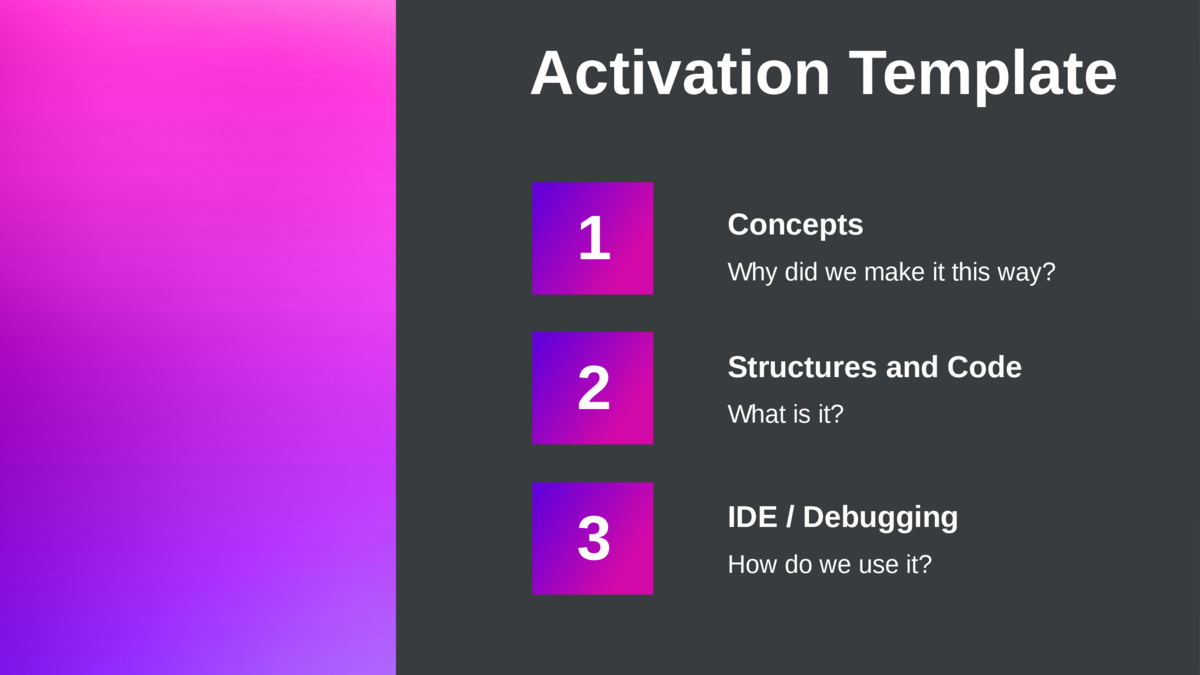 Activation Template
1
Concepts
Why did we make it this way?
2
Structures and Code
What is it?
3
IDE / Debugging
How do we use it?